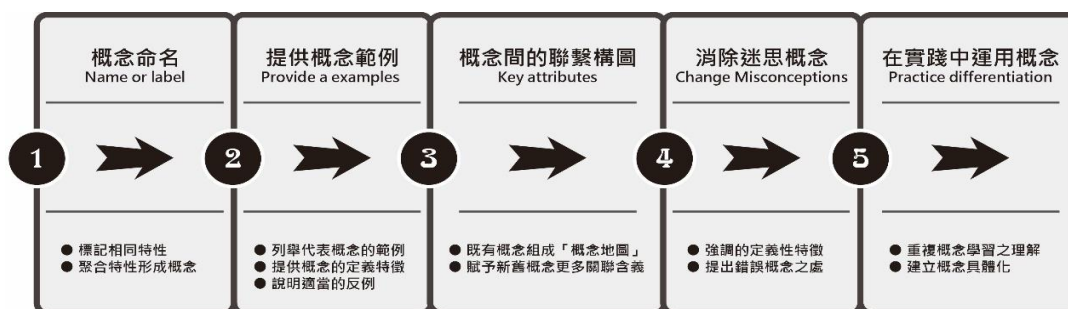 概念命名
Name or label
1
● 標記相同特性
● 聚合特性形成概念
提供概念範例
Provide a examples
2
● 列舉代表概念的範例
● 提供概念的定義特徵
● 說明適當的反例
概念間的聯繫構圖
Key attributes
3
● 既有概念組成「概念地圖」
● 賦予新舊概念更多關聯含義
消除迷思概念
Change Misconceptions
4
● 強調的定義性特徵
● 提出錯誤概念之處
在實踐中運用概念
Practice differentiation
5
● 重複概念學習之理解
● 建立概念具體化